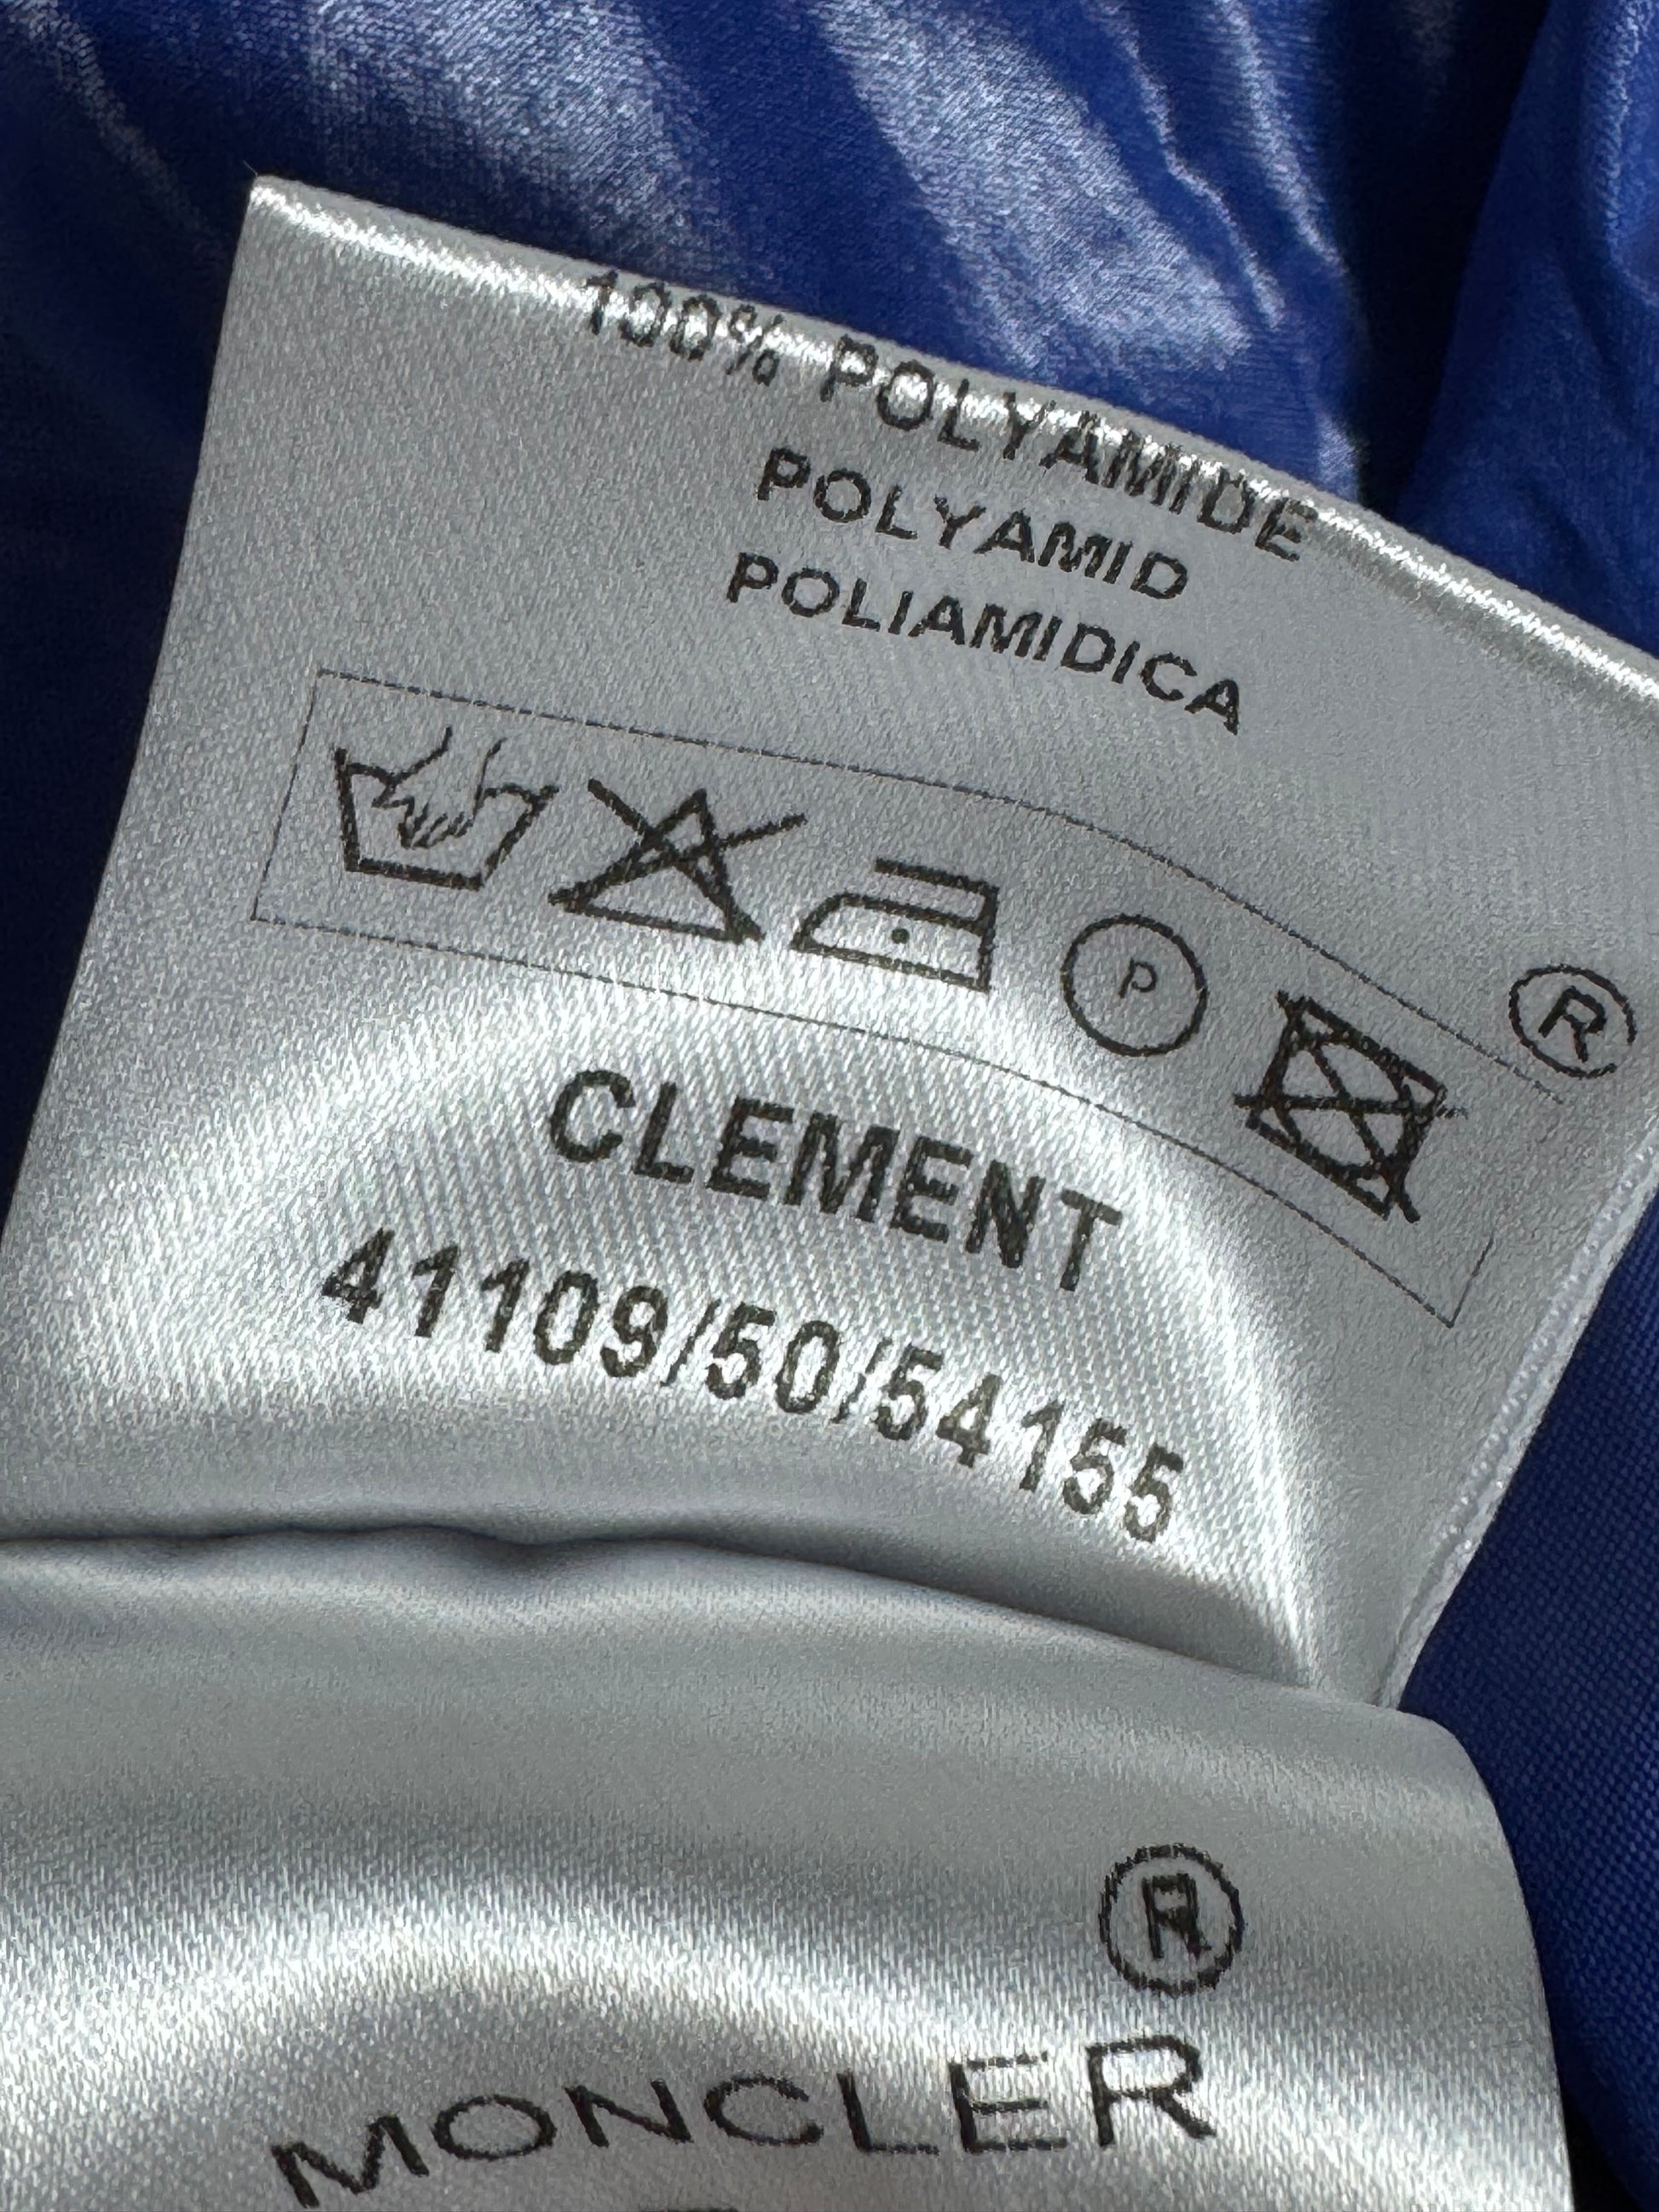 100% POLYAMIDE
POLYAMID
POLIAMIDICA
P
®
CLEMENT
41109/50/54155
®
MONCLER